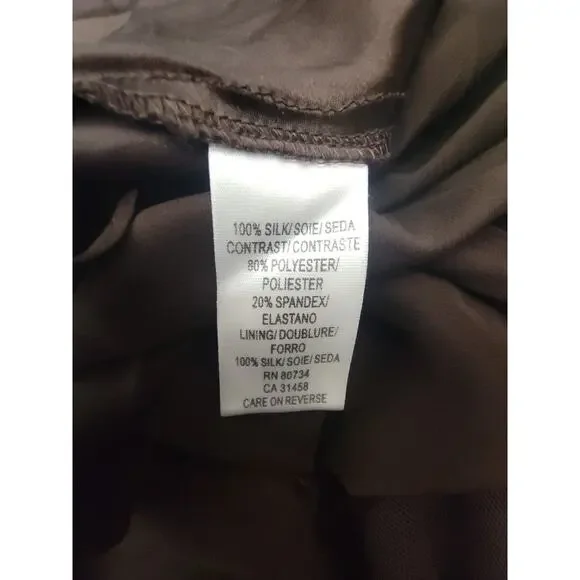 100% SILK/SOIE/SEDA
CONTRAST/CONTRASTE
80% POLYESTER/
POLIESTER
20% SPANDEX/
ELASTANO
LINING/DOUBLURE/
FORRO
100% SILK/SOIE/SEDA
RN 80734
CA 31458
CARE ON REVERSE